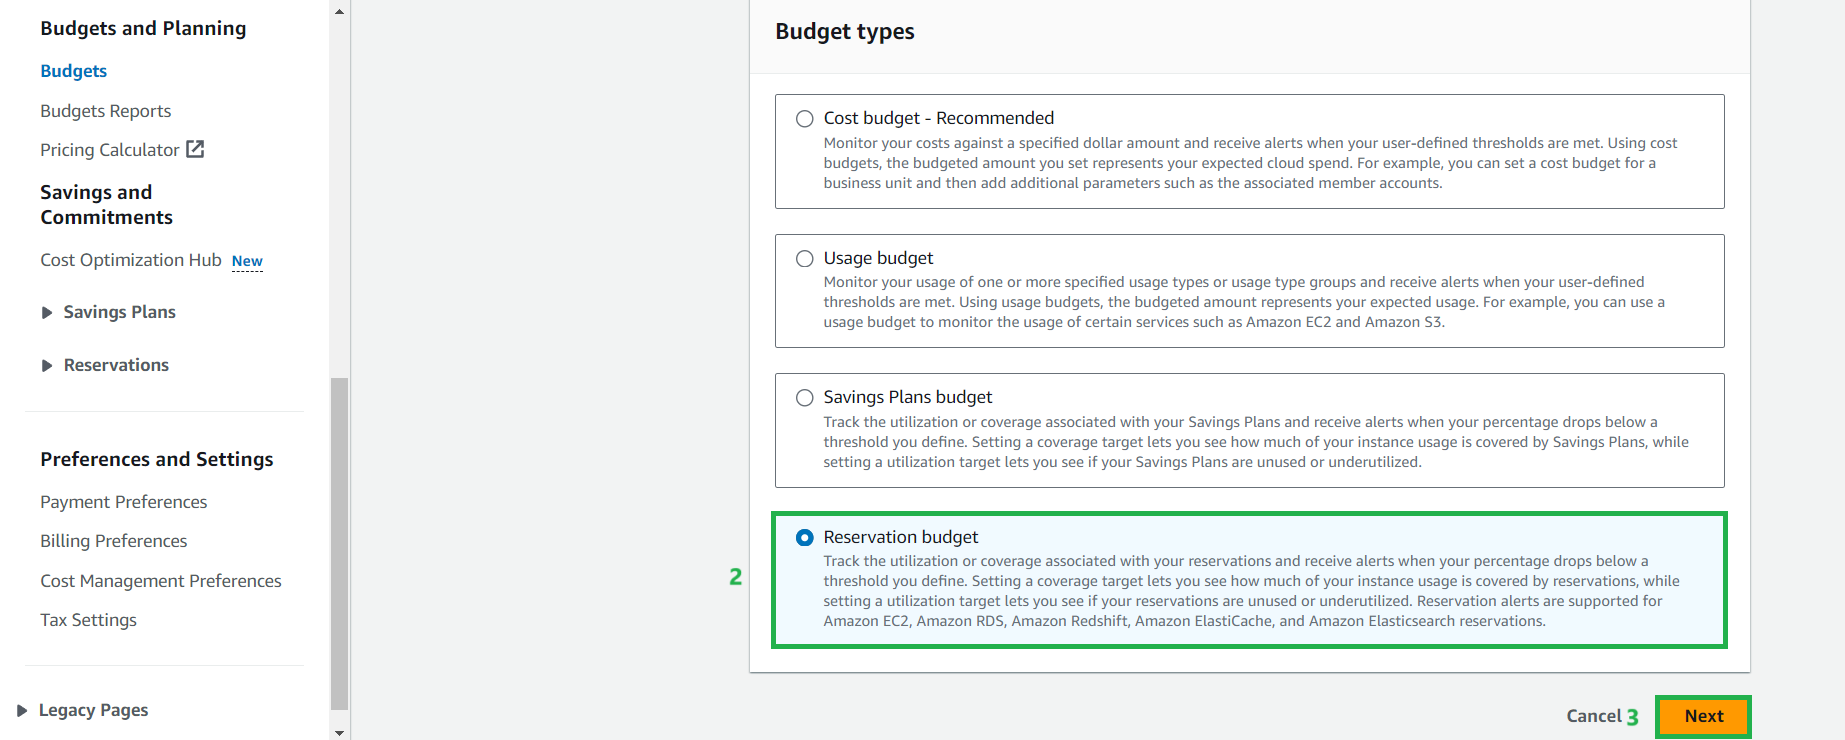 Budgets and Planning
Budgets
Budgets Reports
Pricing Calculator
Savings and
Commitments
Cost Optimization Hub New
Savings Plans
Reservations
Preferences and Settings
Payment Preferences
Billing Preferences
Cost Management Preferences
Tax Settings
Legacy Pages
Budget types
Cost budget - Recommended
Monitor your costs against a specified dollar amount and receive alerts when your user-defined thresholds are met. Using cost
budgets, the budgeted amount you set represents your expected cloud spend. For example, you can set a cost budget for a
business unit and then add additional parameters such as the associated member accounts.
Usage budget
Monitor your usage of one or more specified usage types or usage type groups and receive alerts when your user-defined
thresholds are met. Using usage budgets, the budgeted amount represents your expected usage. For example, you can use a
usage budget to monitor the usage of certain services such as Amazon EC2 and Amazon S3.
Savings Plans budget
Track the utilization or coverage associated with your Savings Plans and receive alerts when your percentage drops below a
threshold you define. Setting a coverage target lets you see how much of your instance usage is covered by Savings Plans, while
setting a utilization target lets you see if your Savings Plans are unused or underutilized.
2
Reservation budget
Track the utilization or coverage associated with your reservations and receive alerts when your percentage drops below a
threshold you define. Setting a coverage target lets you see how much of your instance usage is covered by reservations, while
setting a utilization target lets you see if your reservations are unused or underutilized. Reservation alerts are supported for
Amazon EC2, Amazon RDS, Amazon Redshift, Amazon ElastiCache, and Amazon Elasticsearch reservations.
Cancel 3 Next